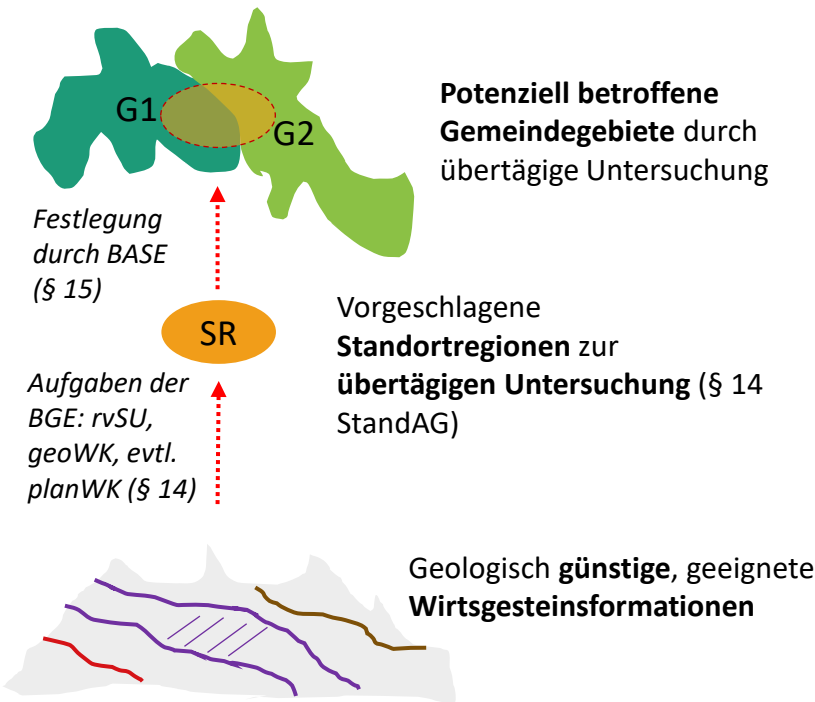 G1
G2
Potenziell betroffene
Gemeindegebiete durch
übertägige Untersuchung
Festlegung
durch BASE
(§ 15)
SR
Vorgeschlagene
Standortregionen zur
übertägigen Untersuchung (§ 14
StandAG)
Aufgaben der
BGE: rvSU,
geoWK, evtl.
planWK (§ 14)
Geologisch günstige, geeignete
Wirtsgesteinsformationen